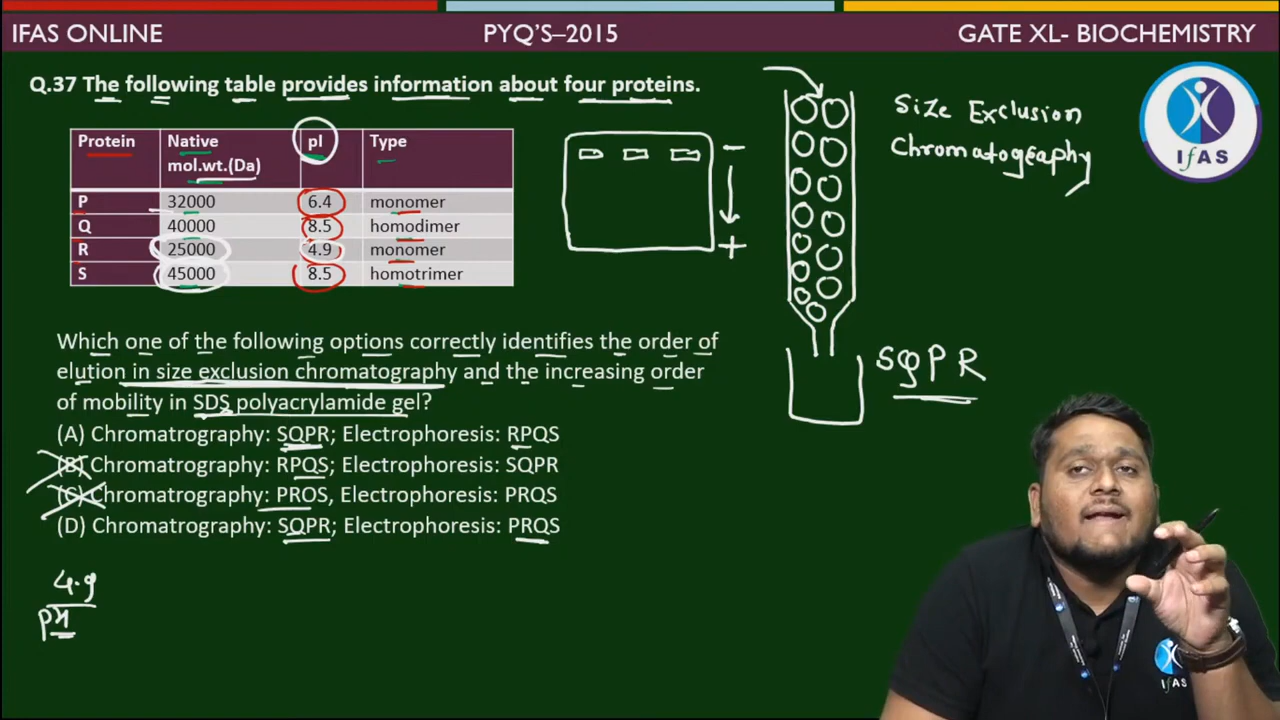 IFAS ONLINE PYQ'S–2015 GATE XL- BIOCHEMISTRY
Q.37 The following table provides information about four proteins.
Protein Native mol.wt.(Da) pI Type
P 32000 6.4 monomer
Q 40000 8.5 homodimer
R 25000 4.9 monomer
S 45000 8.5 homotrimer
−
+
Size Exclusion
Chromatogeaphy
IfAS
SQPR
Which one of the following options correctly identifies the order of
elution in size exclusion chromatography and the increasing order
of mobility in SDS polyacrylamide gel?
(A) Chromatrography: SQPR; Electrophoresis: RPQS
(B) Chromatrography: RPQS; Electrophoresis: SQPR
(C) Chromatrography: PROS, Electrophoresis: PRQS
(D) Chromatrography: SQPR; Electrophoresis: PRQS
4.9
IFAS